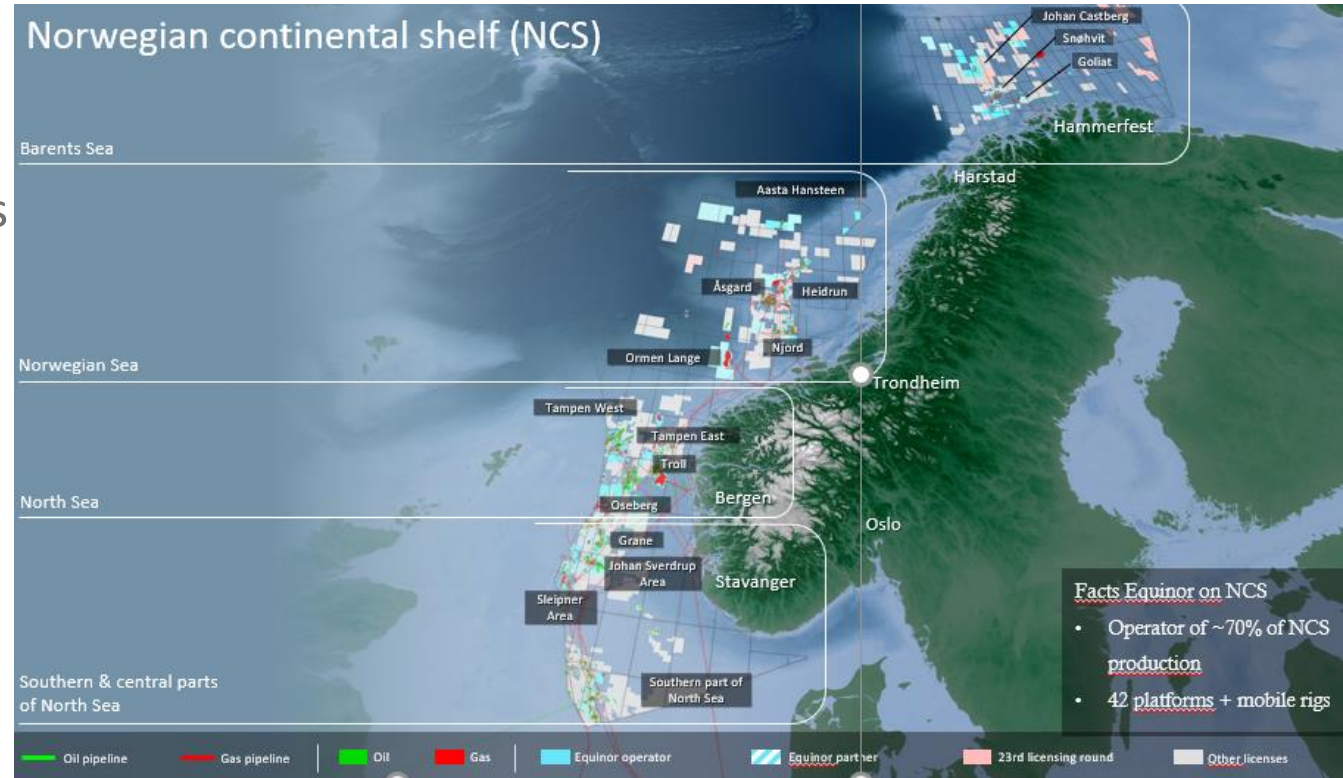 Norwegian continental shelf (NCS)
Johan Castberg
Snøhvit
Goliat
Hammerfest
Barents Sea
Harstad
s
Aasta Hansteen
Åsgard
Heidrun
Njord
Ormen Lange
Norwegian Sea
Trondheim
Tampen West
Tampen East
Troll
Bergen
Oseberg
North Sea
Oslo
Grane
Johan Sverdrup
Area
Stavanger
Sleipner
Area
Facts Equinor on NCS
• Operator of ~70% of NCS
production
• 42 platforms + mobile rigs
Southern & central parts
of North Sea
Southern part of
North Sea
Oil pipeline
Gas pipeline
Oil
Gas
Equinor operator
Equinor partner
23rd licensing round
Other licenses